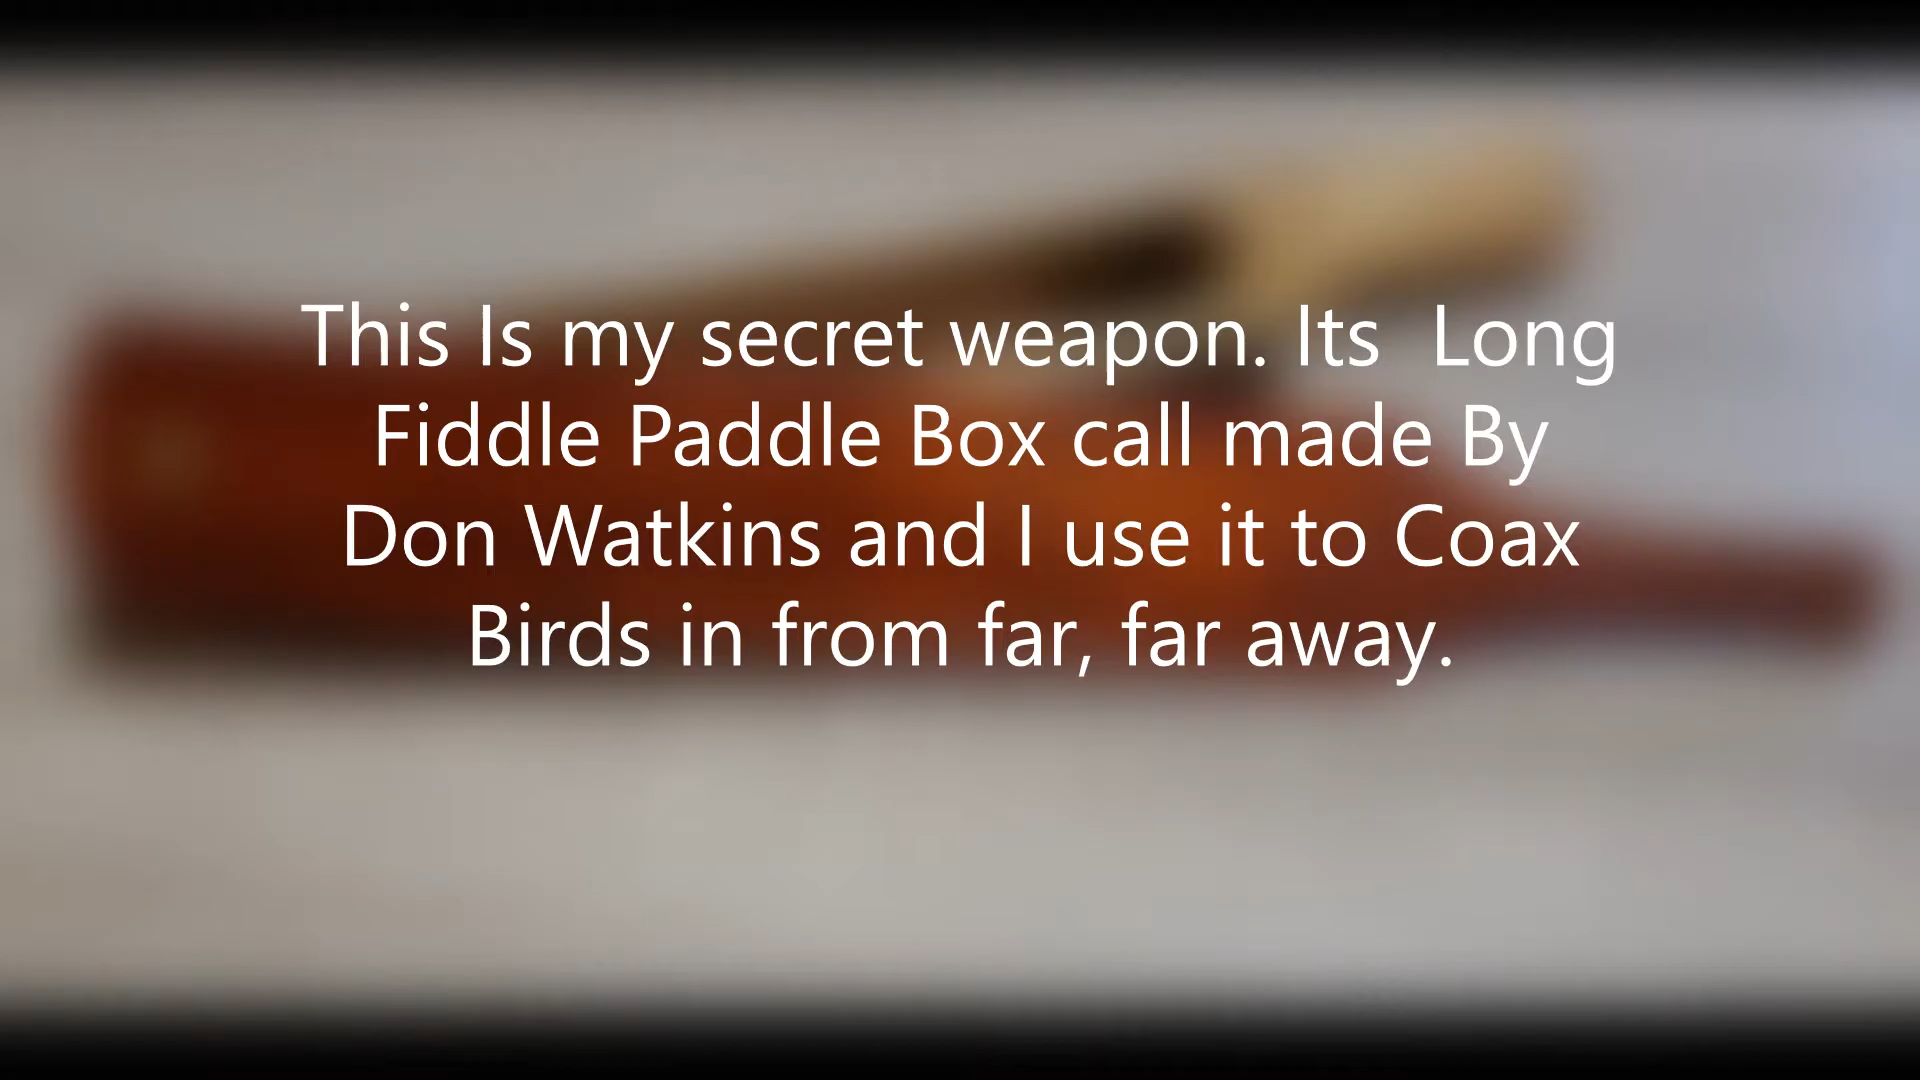 This Is my secret weapon. Its  Long
Fiddle Paddle Box call made By
Don Watkins and I use it to Coax
Birds in from far, far away.